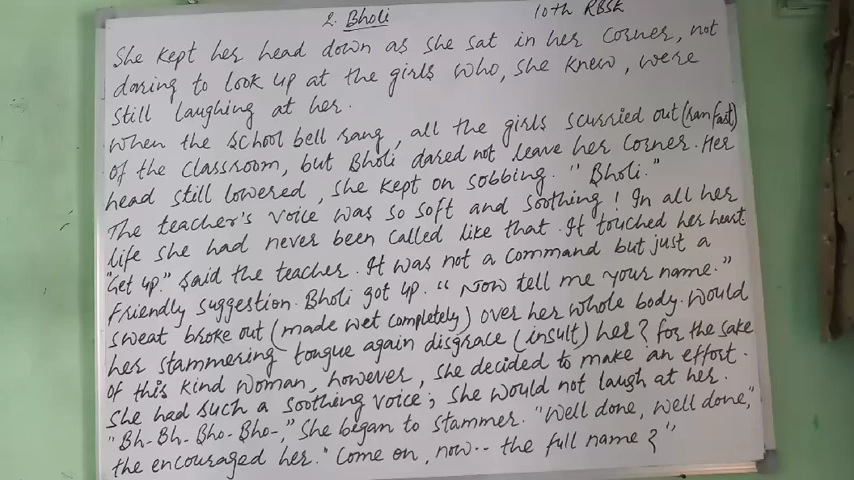 2. Bholi 10th RBSE
She kept her head down as she sat in her corner, not
daring to look up at the girls who, she knew, were
still laughing at her.
When the school bell rang, all the girls scurried out (ran fast)
of the classroom, but Bholi dared not leave her corner. Her
head still lowered, she kept on sobbing. "Bholi."
The teacher's voice was so soft and soothing! In all her
life she had never been called like that. It touched her heart
"Get up." Said the teacher. It was not a command but just a
Friendly suggestion. Bholi got up. "Now tell me your name."
Sweat broke out (made wet completely) over her whole body. Would
her stammering tongue again disgrace (insult) her? For the sake
of this kind woman, however, she decided to make an effort.
She had such a soothing voice; she would not laugh at her.
"Bh-Bh-Bho-Bho-," She began to stammer. "Well done, well done,"
the encouraged her. "Come on, now-- the full name?"